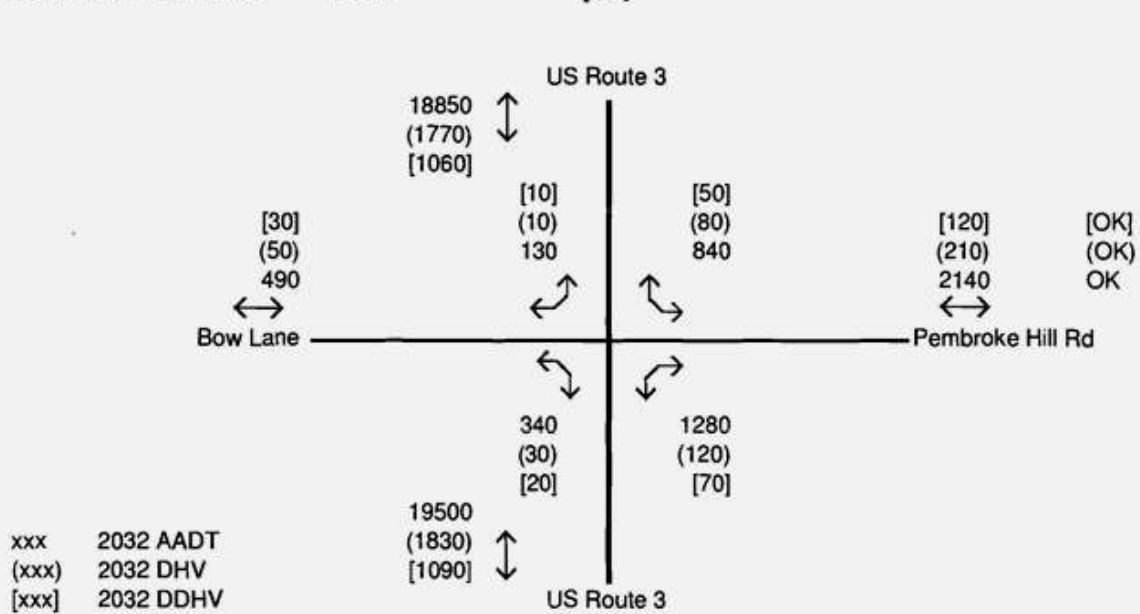 US Route 3
18850
(1770)
[1060]
[10]
(10)
130
[50]
(80)
840
[30]
(50)
490
[120]
(210)
2140
[OK]
(OK)
OK
Bow Lane
Pembroke Hill Rd
340
(30)
[20]
1280
(120)
[70]
19500
(1830)
[1090]
xxx 2032 AADT
(xxx) 2032 DHV
[xxx] 2032 DDHV
US Route 3